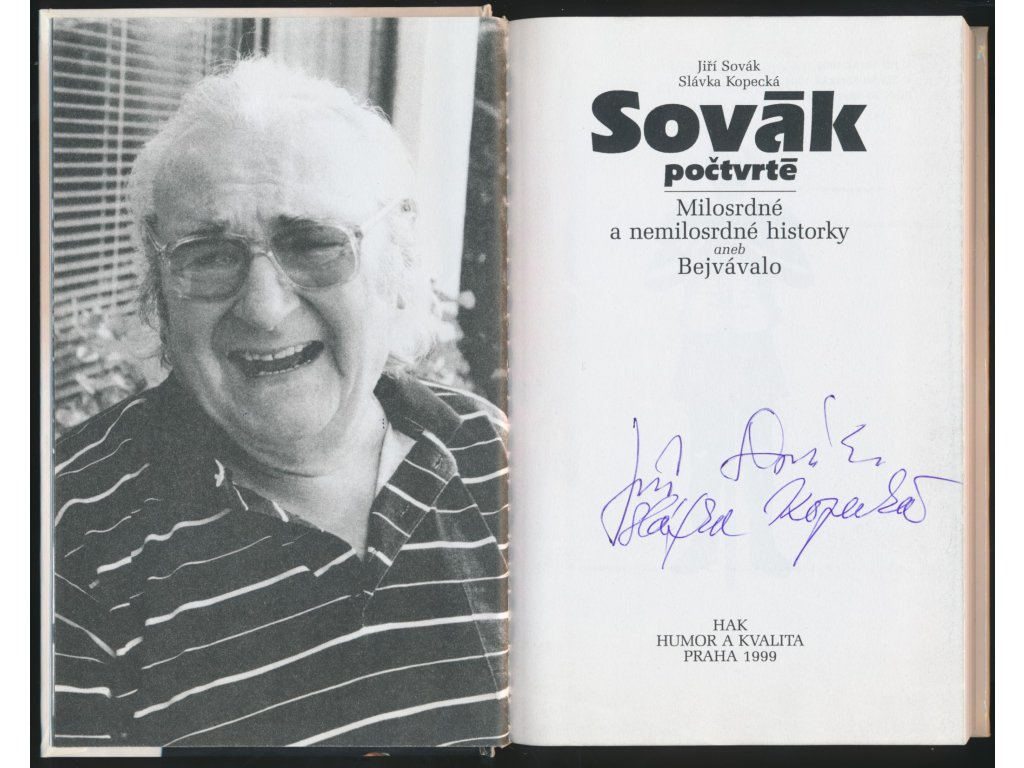 Jiří Sovák
Slávka Kopecká
Sovák
počtvrté
Milosrdné
a nemilosrdné historky
aneb
Bejvávalo
Jiří Sovák
Slávka Kopecká
HAK
HUMOR A KVALITA
PRAHA 1999